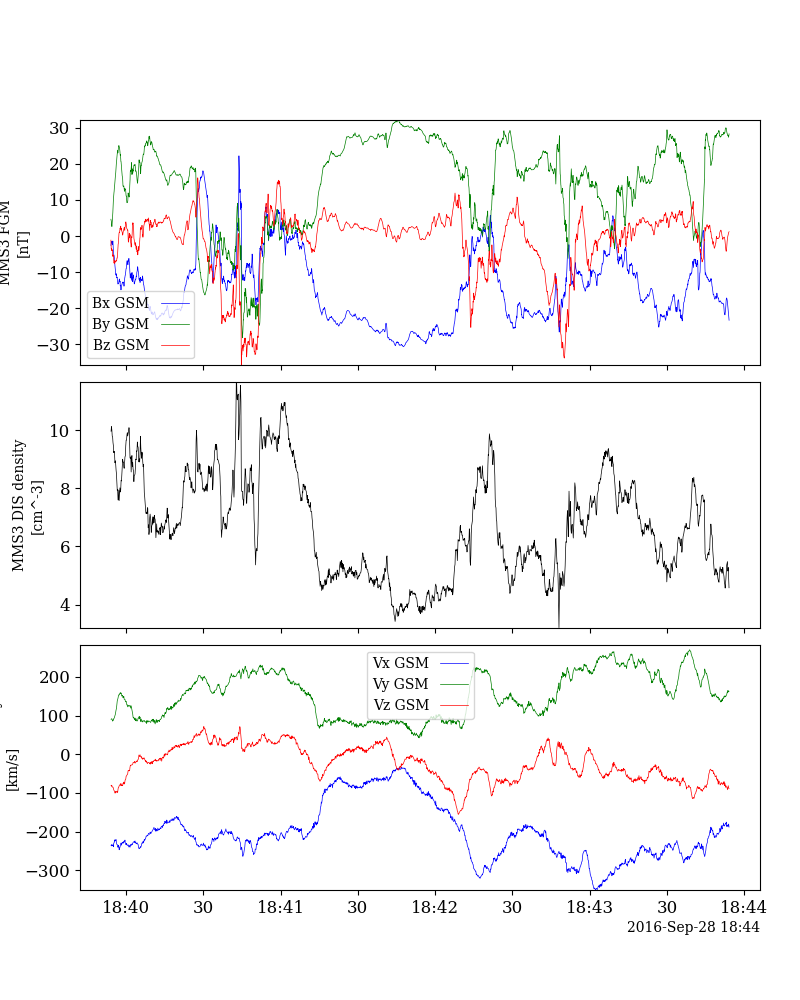 30
20
10
0
−10
−20
−30
MMS3 FGM
[nT]
Bx GSM
By GSM
Bz GSM
10
8
6
4
MMS3 DIS density
[cm^-3]
200
100
0
−100
−200
−300
[km/s]
Vx GSM
Vy GSM
Vz GSM
18:40
30
18:41
30
18:42
30
18:43
30
18:44
2016-Sep-28 18:44